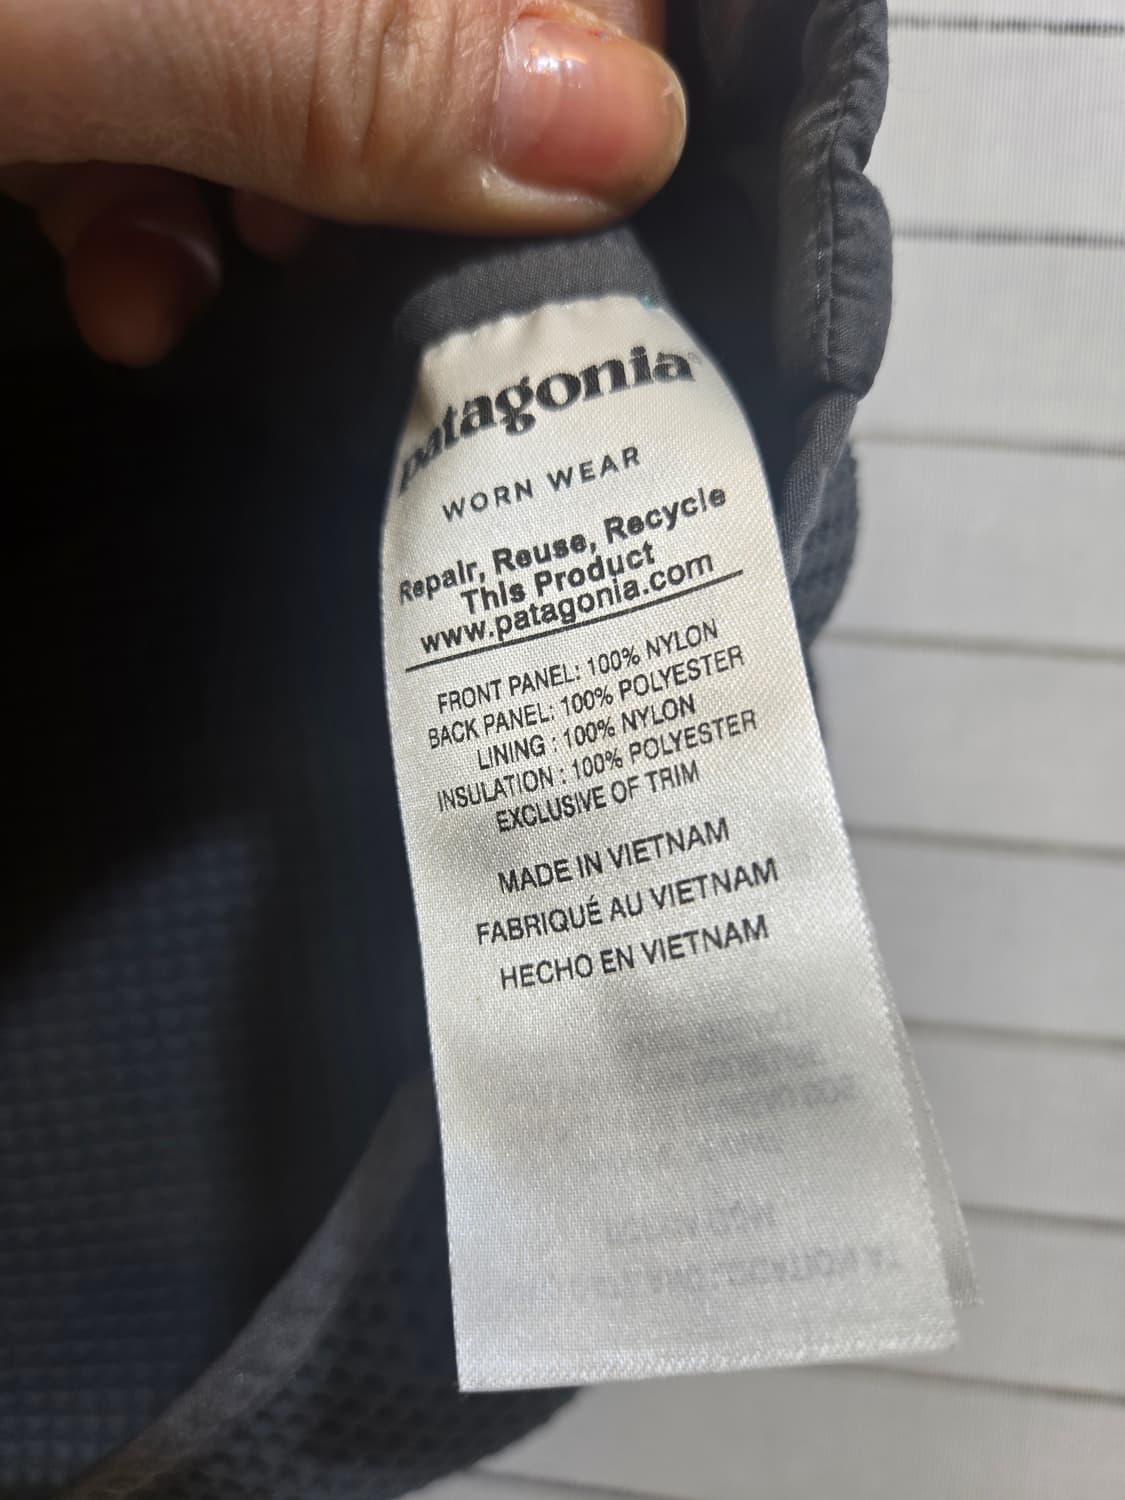 patagonia®
WORN WEAR
Repair, Reuse, Recycle
This Product
www.patagonia.com
FRONT PANEL: 100% NYLON
BACK PANEL: 100% POLYESTER
LINING : 100% NYLON
INSULATION : 100% POLYESTER
EXCLUSIVE OF TRIM
MADE IN VIETNAM
FABRIQUÉ AU VIETNAM
HECHO EN VIETNAM